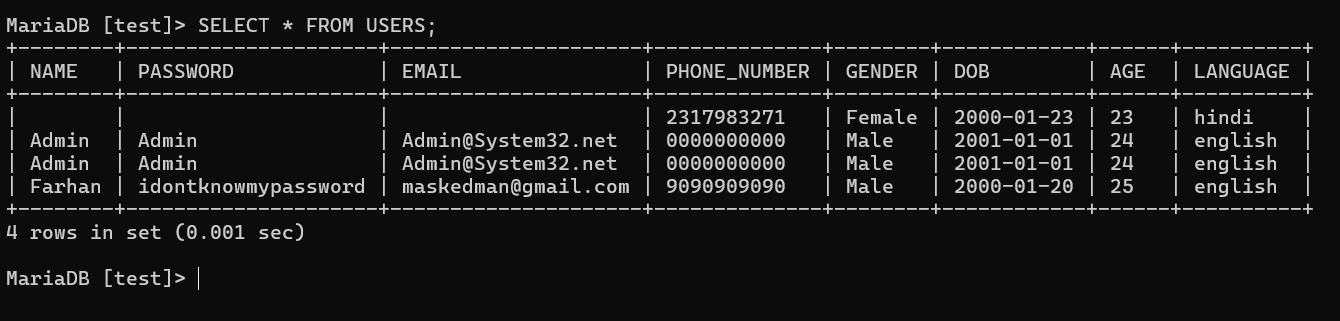 MariaDB [test]> SELECT * FROM USERS;
+--------+---------------------+---------------------+--------------+--------+------------+------+----------+
| NAME   | PASSWORD            | EMAIL               | PHONE_NUMBER | GENDER | DOB        | AGE  | LANGUAGE |
+--------+---------------------+---------------------+--------------+--------+------------+------+----------+
|        |                     |                     | 2317983271   | Female | 2000-01-23 | 23   | hindi    |
| Admin  | Admin               | Admin@System32.net  | 0000000000   | Male   | 2001-01-01 | 24   | english  |
| Admin  | Admin               | Admin@System32.net  | 0000000000   | Male   | 2001-01-01 | 24   | english  |
| Farhan | idontknowmypassword | maskedman@gmail.com | 9090909090   | Male   | 2000-01-20 | 25   | english  |
+--------+---------------------+---------------------+--------------+--------+------------+------+----------+
4 rows in set (0.001 sec)
MariaDB [test]>